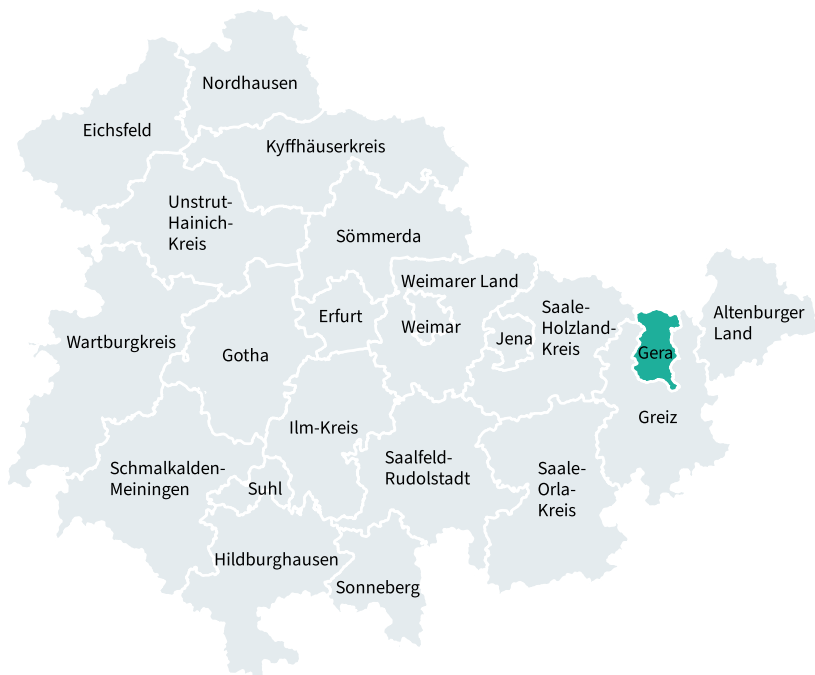 Nordhausen
Eichsfeld
Kyffhäuserkreis
Unstrut-
Hainich-
Kreis
Sömmerda
Weimarer Land
Saale-
Holzland-
Kreis
Altenburger
Land
Erfurt
Weimar
Jena
Wartburgkreis
Gotha
Gera
Greiz
Ilm-Kreis
Saalfeld-
Rudolstadt
Schmalkalden-
Meiningen
Suhl
Saale-
Orla-
Kreis
Hildburghausen
Sonneberg